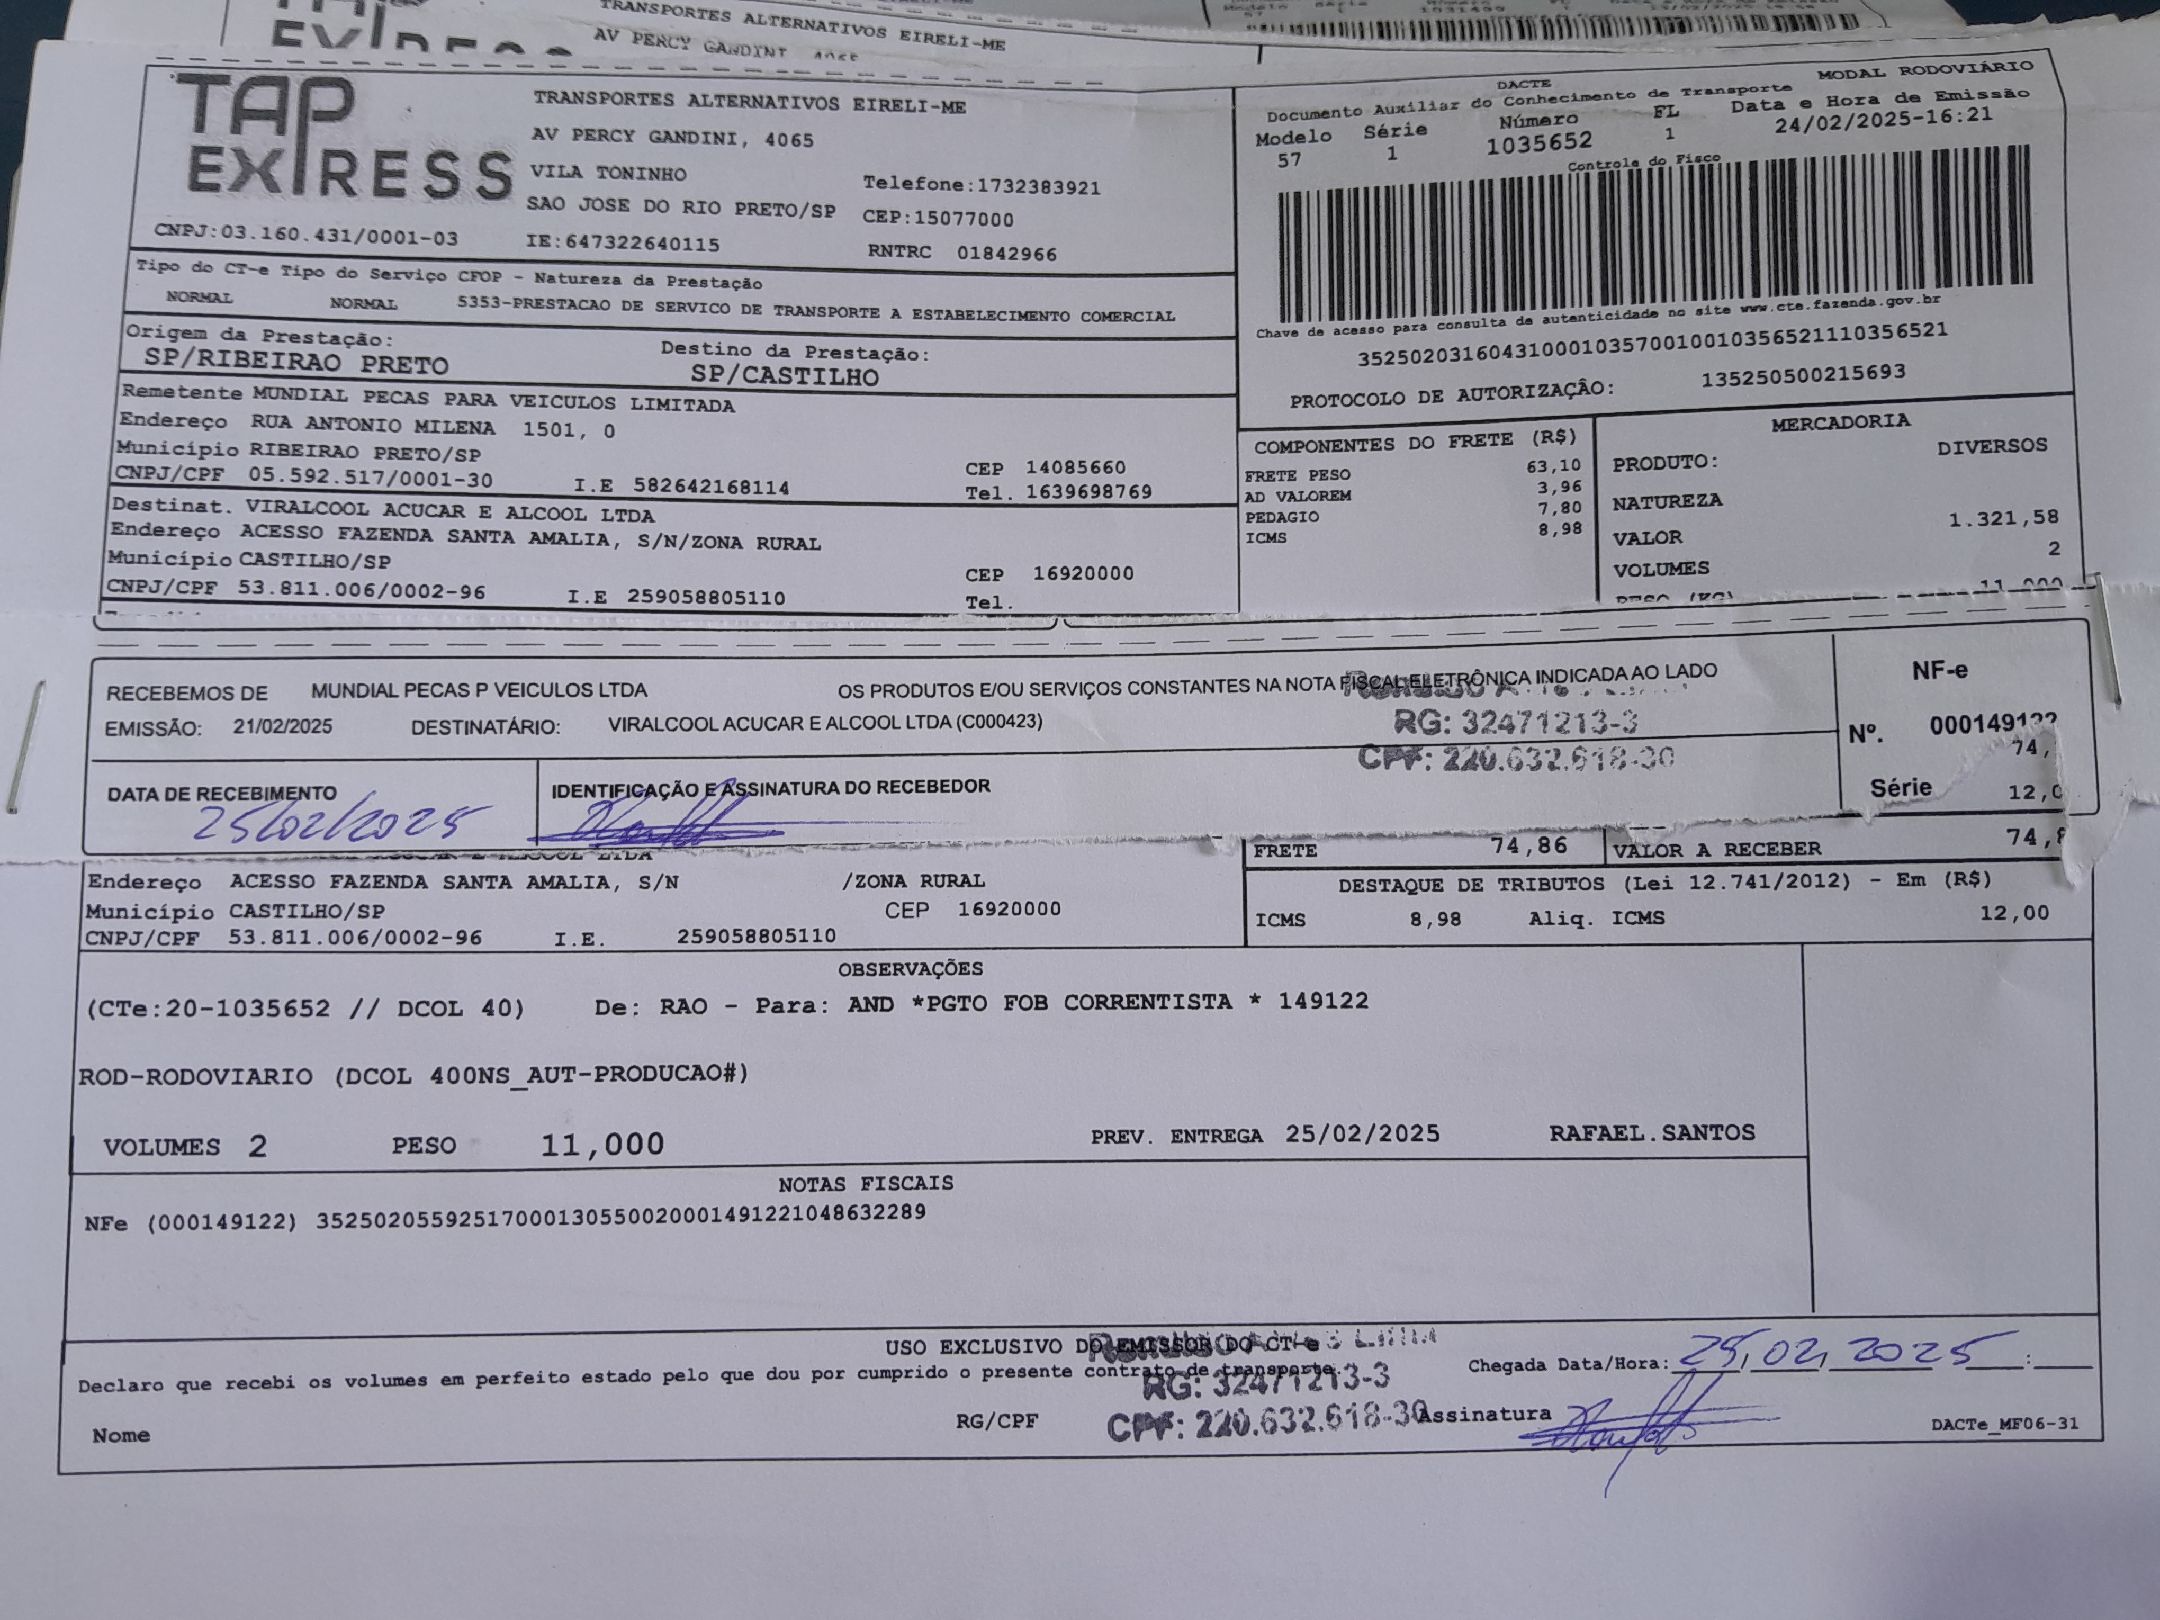 TRANSPORTES ALTERNATIVOS EIRELI-ME
AV PERCY GANDINI
TAP
EXPRESS
TRANSPORTES ALTERNATIVOS EIRELI-ME
AV PERCY GANDINI, 4065
VILA TONINHO
Telefone:1732383921
SAO JOSE DO RIO PRETO/SP CEP:15077000
CNPJ:03.160.431/0001-03 IE:647322640115 RNTRC 01842966
DACTE MODAL RODOVIÁRIO
Documento Auxiliar do Conhecimento de Transporte
Modelo Série Número FL Data e Hora de Emissão
57 1 1035652 1 24/02/2025-16:21
Controle do Fisco
Chave de acesso para consulta de autenticidade no site www.cte.fazenda.gov.br
35250203160431000103570010010356521110356521
PROTOCOLO DE AUTORIZAÇÂO: 135250500215693
Tipo do CT-e Tipo do Serviço CFOP - Natureza da Prestação
NORMAL NORMAL 5353-PRESTACAO DE SERVICO DE TRANSPORTE A ESTABELECIMENTO COMERCIAL
Origem da Prestação: Destino da Prestação:
SP/RIBEIRAO PRETO SP/CASTILHO
Remetente MUNDIAL PECAS PARA VEICULOS LIMITADA
Endereço RUA ANTONIO MILENA 1501, 0
Município RIBEIRAO PRETO/SP CEP 14085660
CNPJ/CPF 05.592.517/0001-30 I.E 582642168114 Tel. 1639698769
Destinat. VIRALCOOL ACUCAR E ALCOOL LTDA
Endereço ACESSO FAZENDA SANTA AMALIA, S/N/ZONA RURAL
Município CASTILHO/SP CEP 16920000
CNPJ/CPF 53.811.006/0002-96 I.E 259058805110 Tel.
COMPONENTES DO FRETE (R$)
FRETE PESO 63,10
AD VALOREM 3,96
PEDAGIO 7,80
ICMS 8,98
MERCADORIA
PRODUTO: DIVERSOS
NATUREZA
VALOR 1.321,58
VOLUMES 2
PESO (KG) 11,000
RECEBEMOS DE MUNDIAL PECAS P VEICULOS LTDA OS PRODUTOS E/OU SERVIÇOS CONSTANTES NA NOTA FISCAL ELETRÔNICA INDICADA AO LADO
EMISSÃO: 21/02/2025 DESTINATÁRIO: VIRALCOOL ACUCAR E ALCOOL LTDA (C000423)
RG: 32471213-3
CPF: 220.632.618-30
NF-e
Nº. 000149122
74,
Série 12,0
DATA DE RECEBIMENTO IDENTIFICAÇÃO E ASSINATURA DO RECEBEDOR
25/02/2025
FRETE 74,86 VALOR A RECEBER 74,8
Endereço ACESSO FAZENDA SANTA AMALIA, S/N /ZONA RURAL
Município CASTILHO/SP CEP 16920000
CNPJ/CPF 53.811.006/0002-96 I.E. 259058805110
DESTAQUE DE TRIBUTOS (Lei 12.741/2012) - Em (R$)
ICMS 8,98 Aliq. ICMS 12,00
OBSERVAÇÕES
(CTe:20-1035652 // DCOL 40) De: RAO - Para: AND *PGTO FOB CORRENTISTA * 149122
ROD-RODOVIARIO (DCOL 400NS_AUT-PRODUCAO#)
VOLUMES 2 PESO 11,000 PREV. ENTREGA 25/02/2025 RAFAEL.SANTOS
NOTAS FISCAIS
NFe (000149122) 35250205592517000130550020001491221048632289
USO EXCLUSIVO DO EMISSOR DO CT-e
Declaro que recebi os volumes em perfeito estado pelo que dou por cumprido o presente contrato de transporte.
Chegada Data/Hora: 25, 02, 2025 :
RG: 32471213-3
CPF: 220.632.618-30
Nome RG/CPF Assinatura DACTe_MF06-31